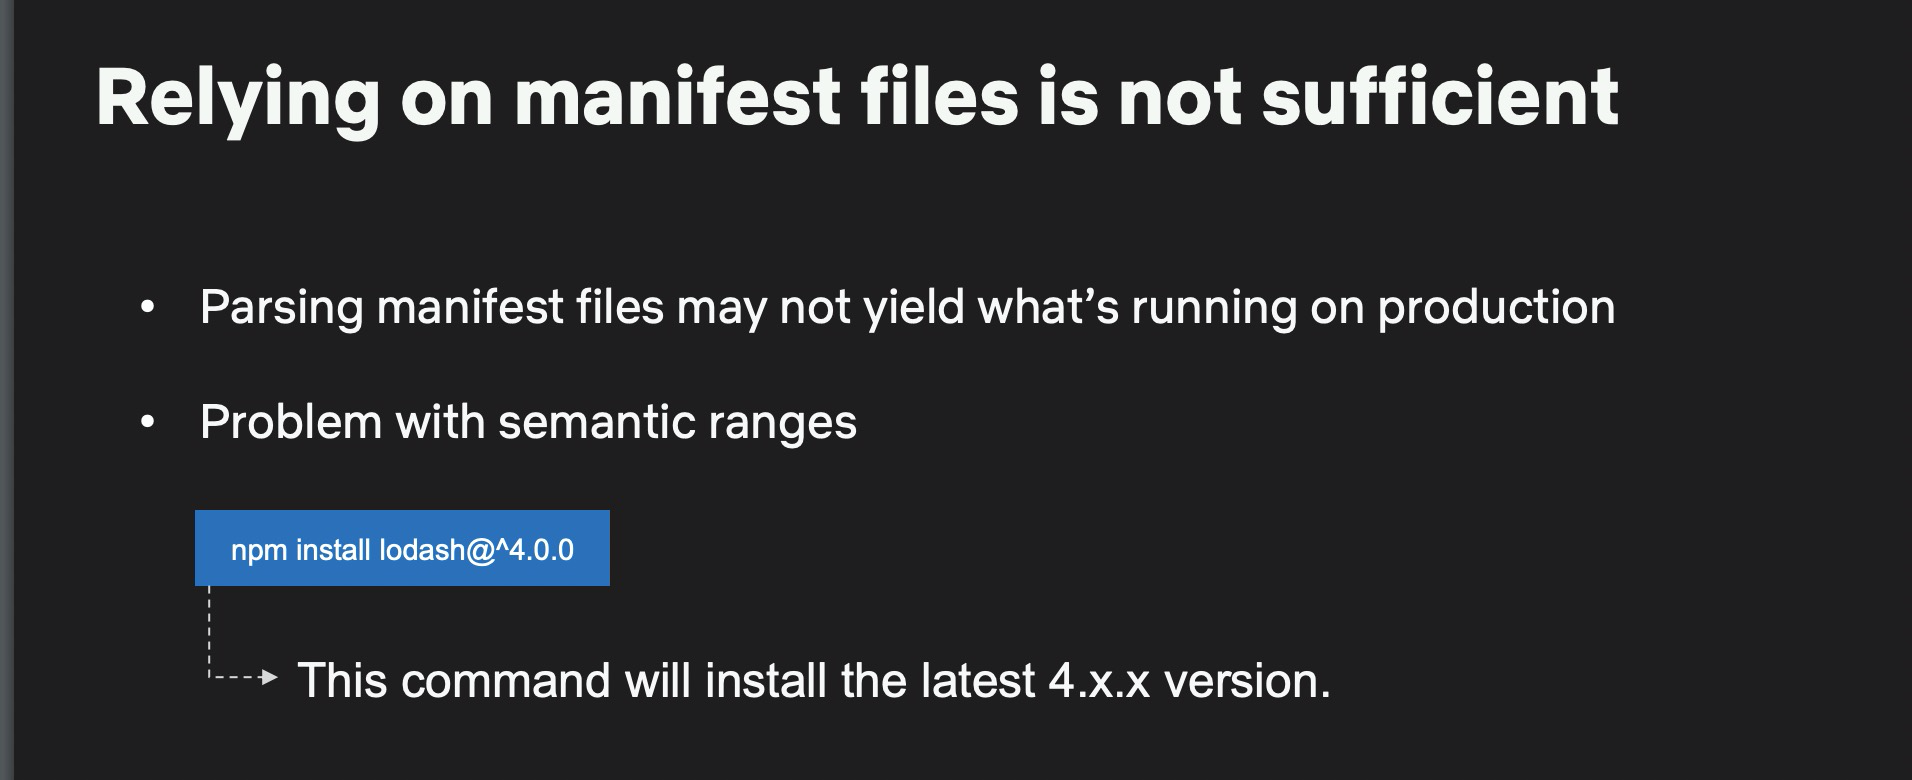 Relying on manifest files is not sufficient
• Parsing manifest files may not yield what’s running on production
• Problem with semantic ranges
npm install lodash@^4.0.0
This command will install the latest 4.x.x version.